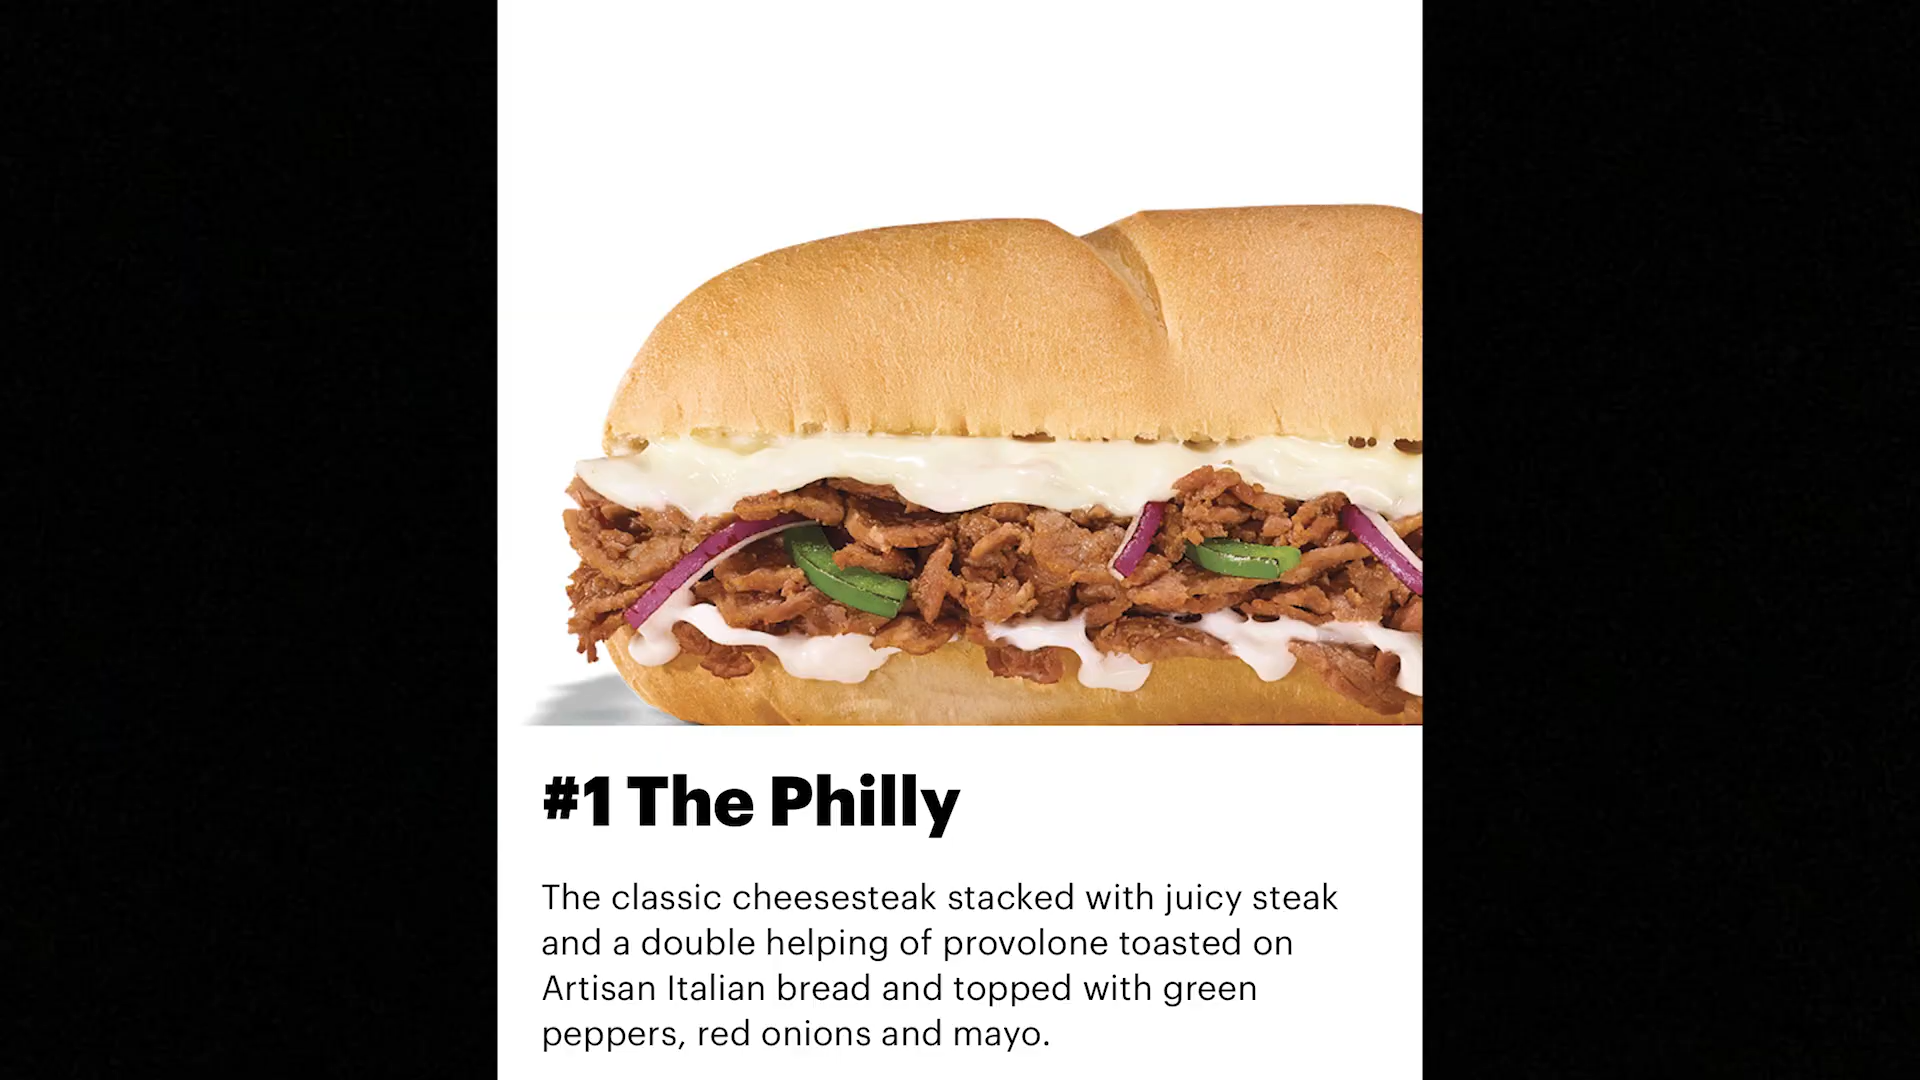 #1 The Philly
The classic cheesesteak stacked with juicy steak
and a double helping of provolone toasted on
Artisan Italian bread and topped with green
peppers, red onions and mayo.